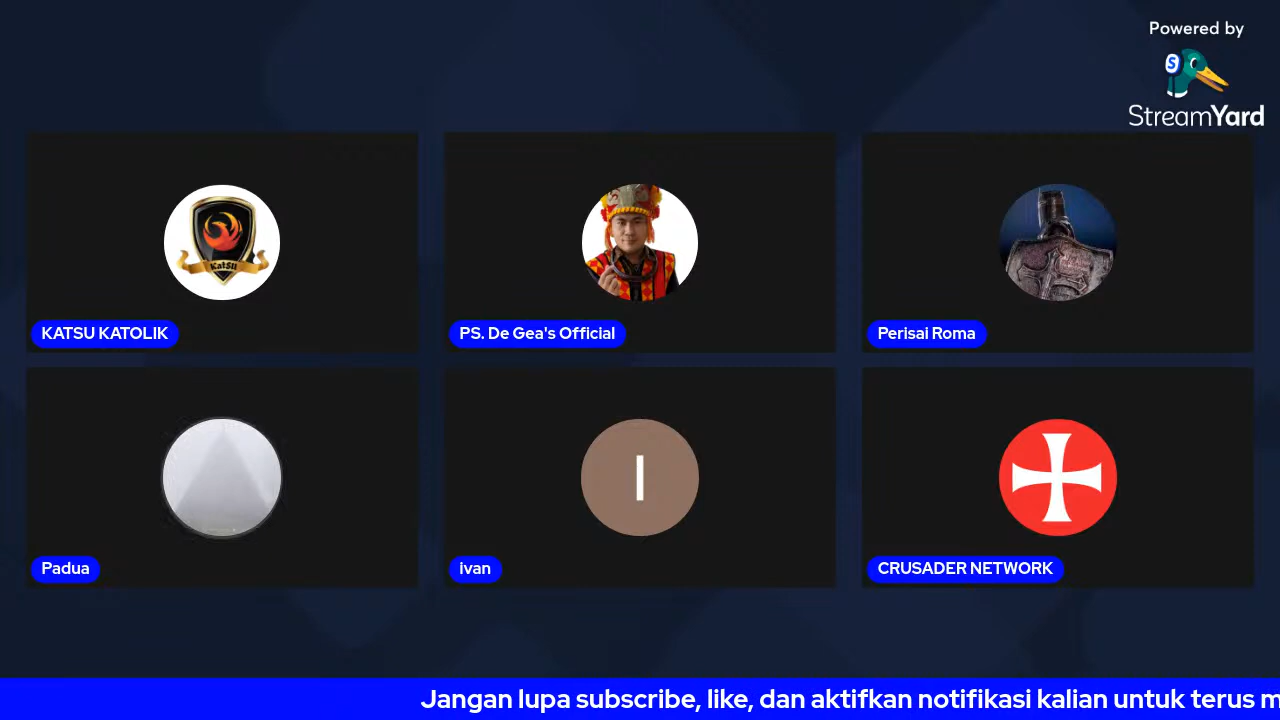 Powered by
StreamYard
KatSU
KATSU KATOLIK
PS. De Gea's Official
Perisai Roma
I
Padua
ivan
CRUSADER NETWORK
Jangan lupa subscribe, like, dan aktifkan notifikasi kalian untuk terus m